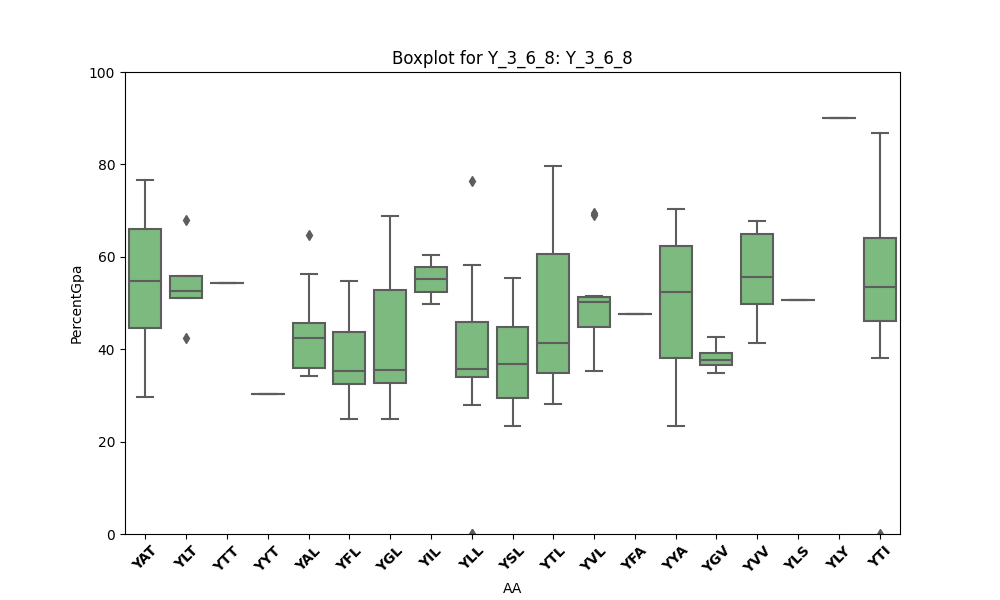 Boxplot for Y_3_6_8: Y_3_6_8
100
80
60
40
20
0
PercentGpa
YAT
YLT
YTT
YYT
YAL
YFL
YGL
YIL
YLL
YSL
YTL
YVL
YFA
YYA
YGV
YVV
YLS
YLY
YTI
AA